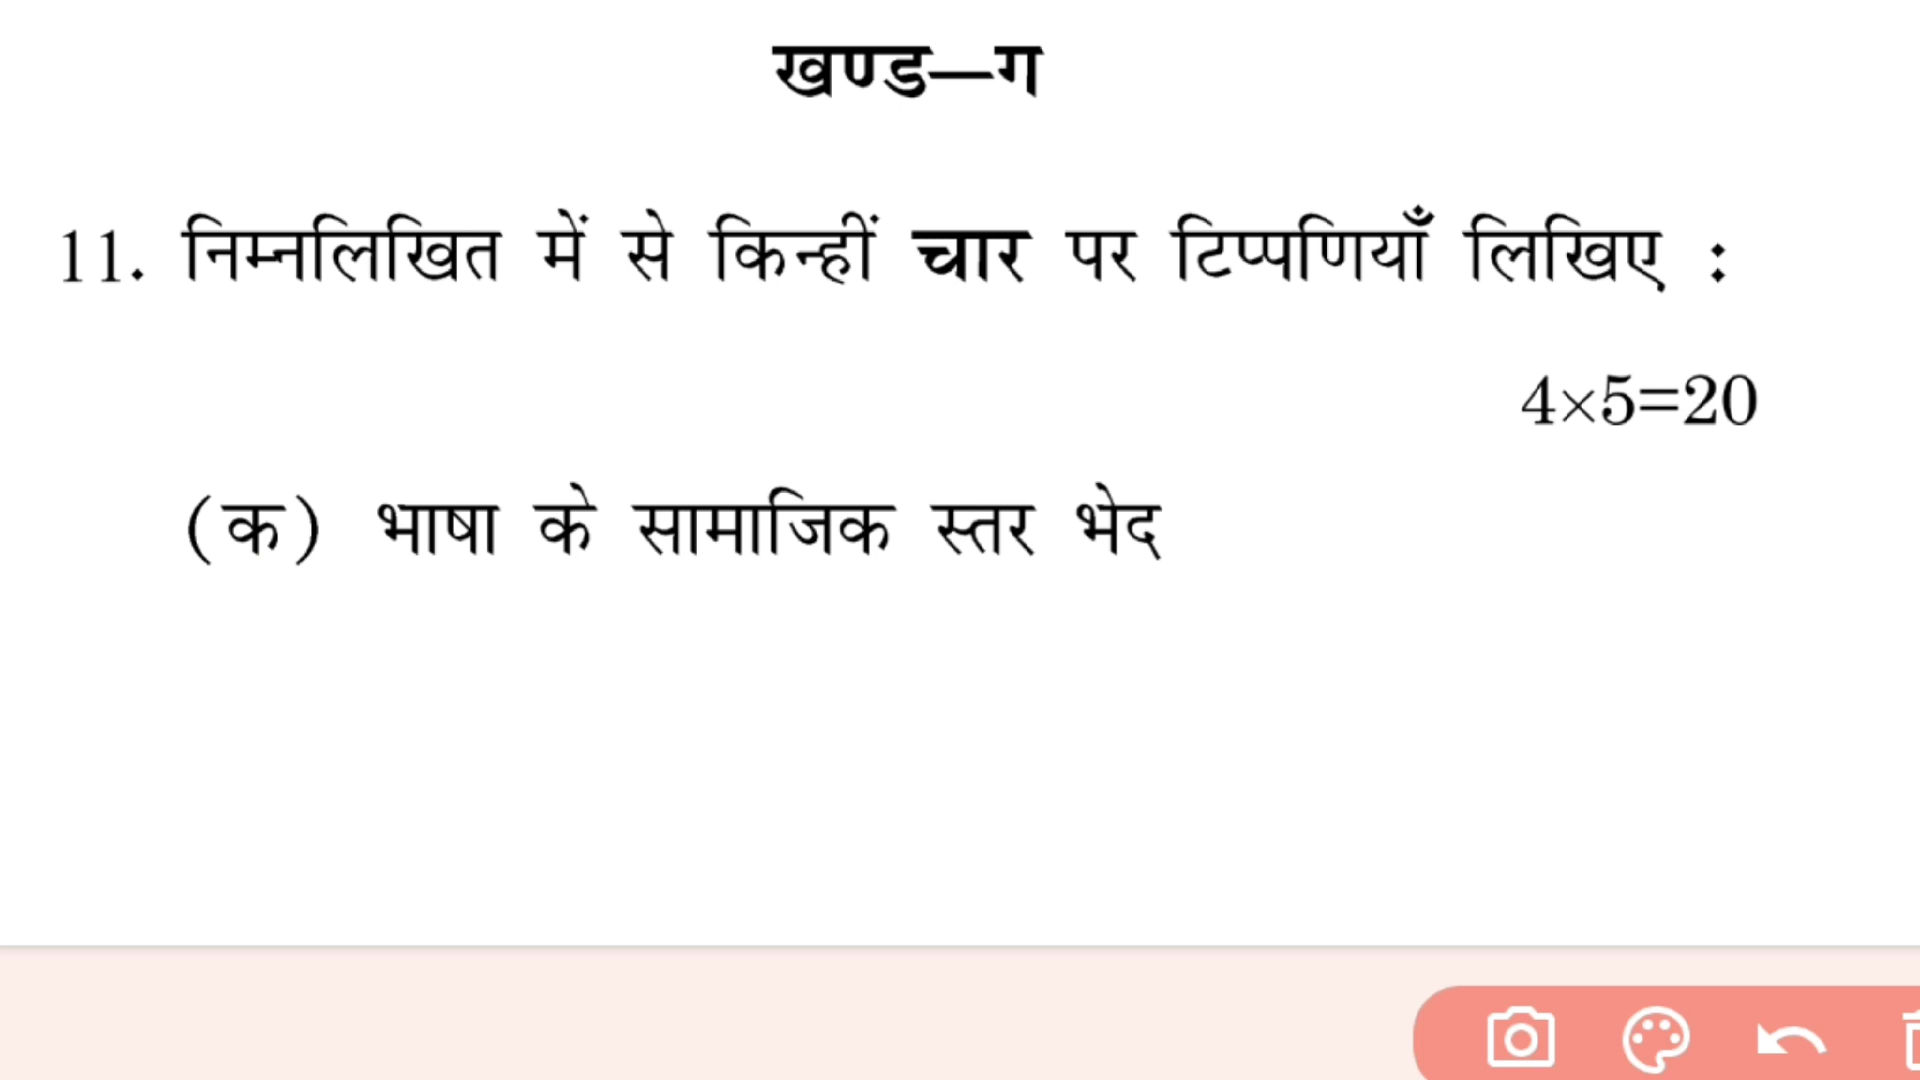 खण्ड—ग
11. निम्नलिखित में से किन्हीं चार पर टिप्पणियाँ लिखिए :
4×5=20
(क) भाषा के सामाजिक स्तर भेद